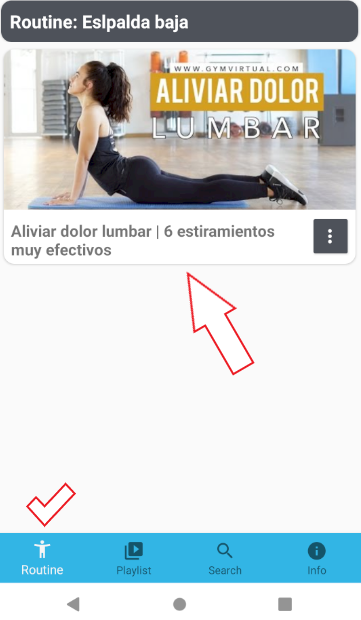 Routine: Eslpalda baja
WWW.GYMVIRTUAL.COM
ALIVIAR DOLOR
LUMBAR
Aliviar dolor lumbar | 6 estiramientos
muy efectivos
Routine
Playlist
Search
Info